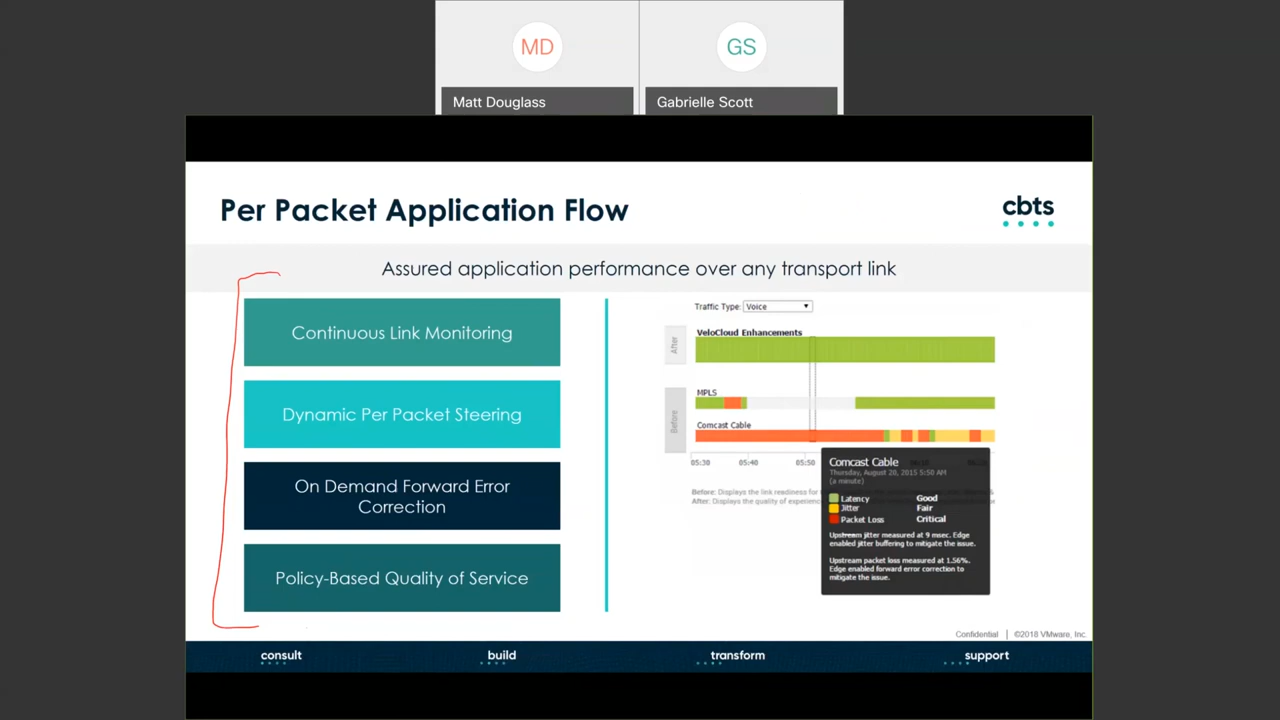 MD
GS
Matt Douglass
Gabrielle Scott
Per Packet Application Flow
cbts
Assured application performance over any transport link
Continuous Link Monitoring
Dynamic Per Packet Steering
On Demand Forward Error
Correction
Policy-Based Quality of Service
Traffic Type: Voice
After
VeloCloud Enhancements
Before
MPLS
Comcast Cable
05:30 05:40 05:50
Before: Displays the link readiness for
After: Displays the quality of experience
Comcast Cable
Thursday, August 20, 2015 5:50 AM
(a minute)
Latency Good
Jitter Fair
Packet Loss Critical
Upstream jitter measured at 9 msec. Edge
enabled jitter buffering to mitigate the issue.
Upstream packet loss measured at 1.56%.
Edge enabled forward error correction to
mitigate the issue.
Confidential | ©2018 VMware, Inc.
consult build transform support